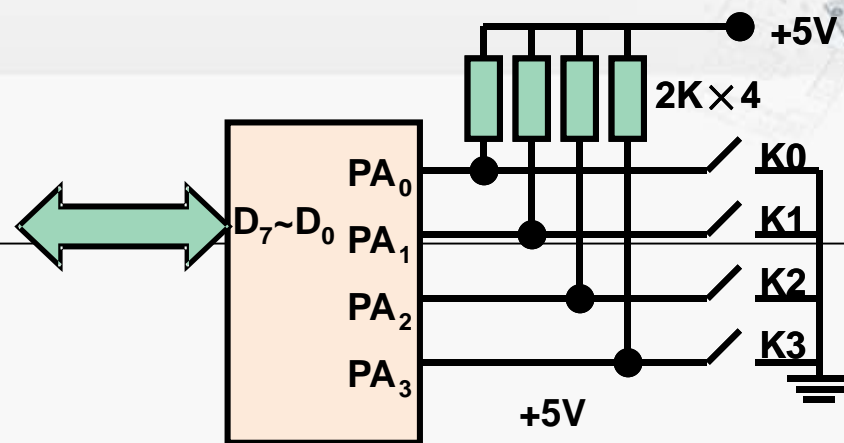 +5V
2K×4
PA0
K0
D7~D0
PA1
K1
PA2
K2
PA3
K3
+5V